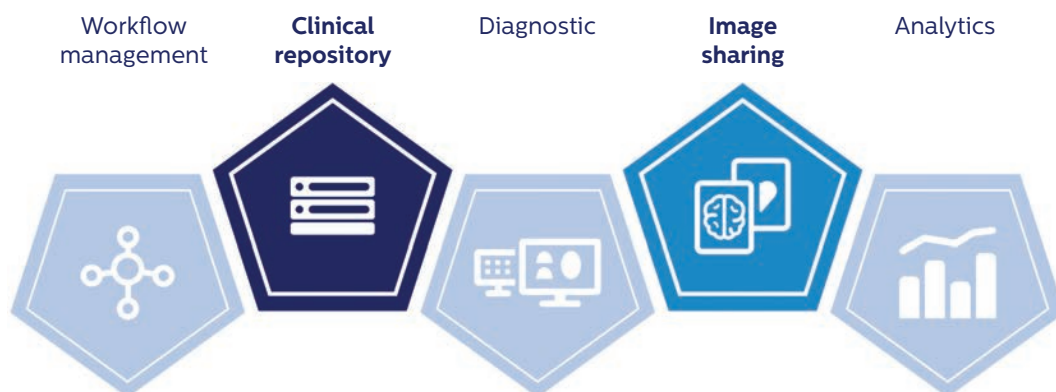 Workflow
management
Clinical
repository
Diagnostic
Image
sharing
Analytics